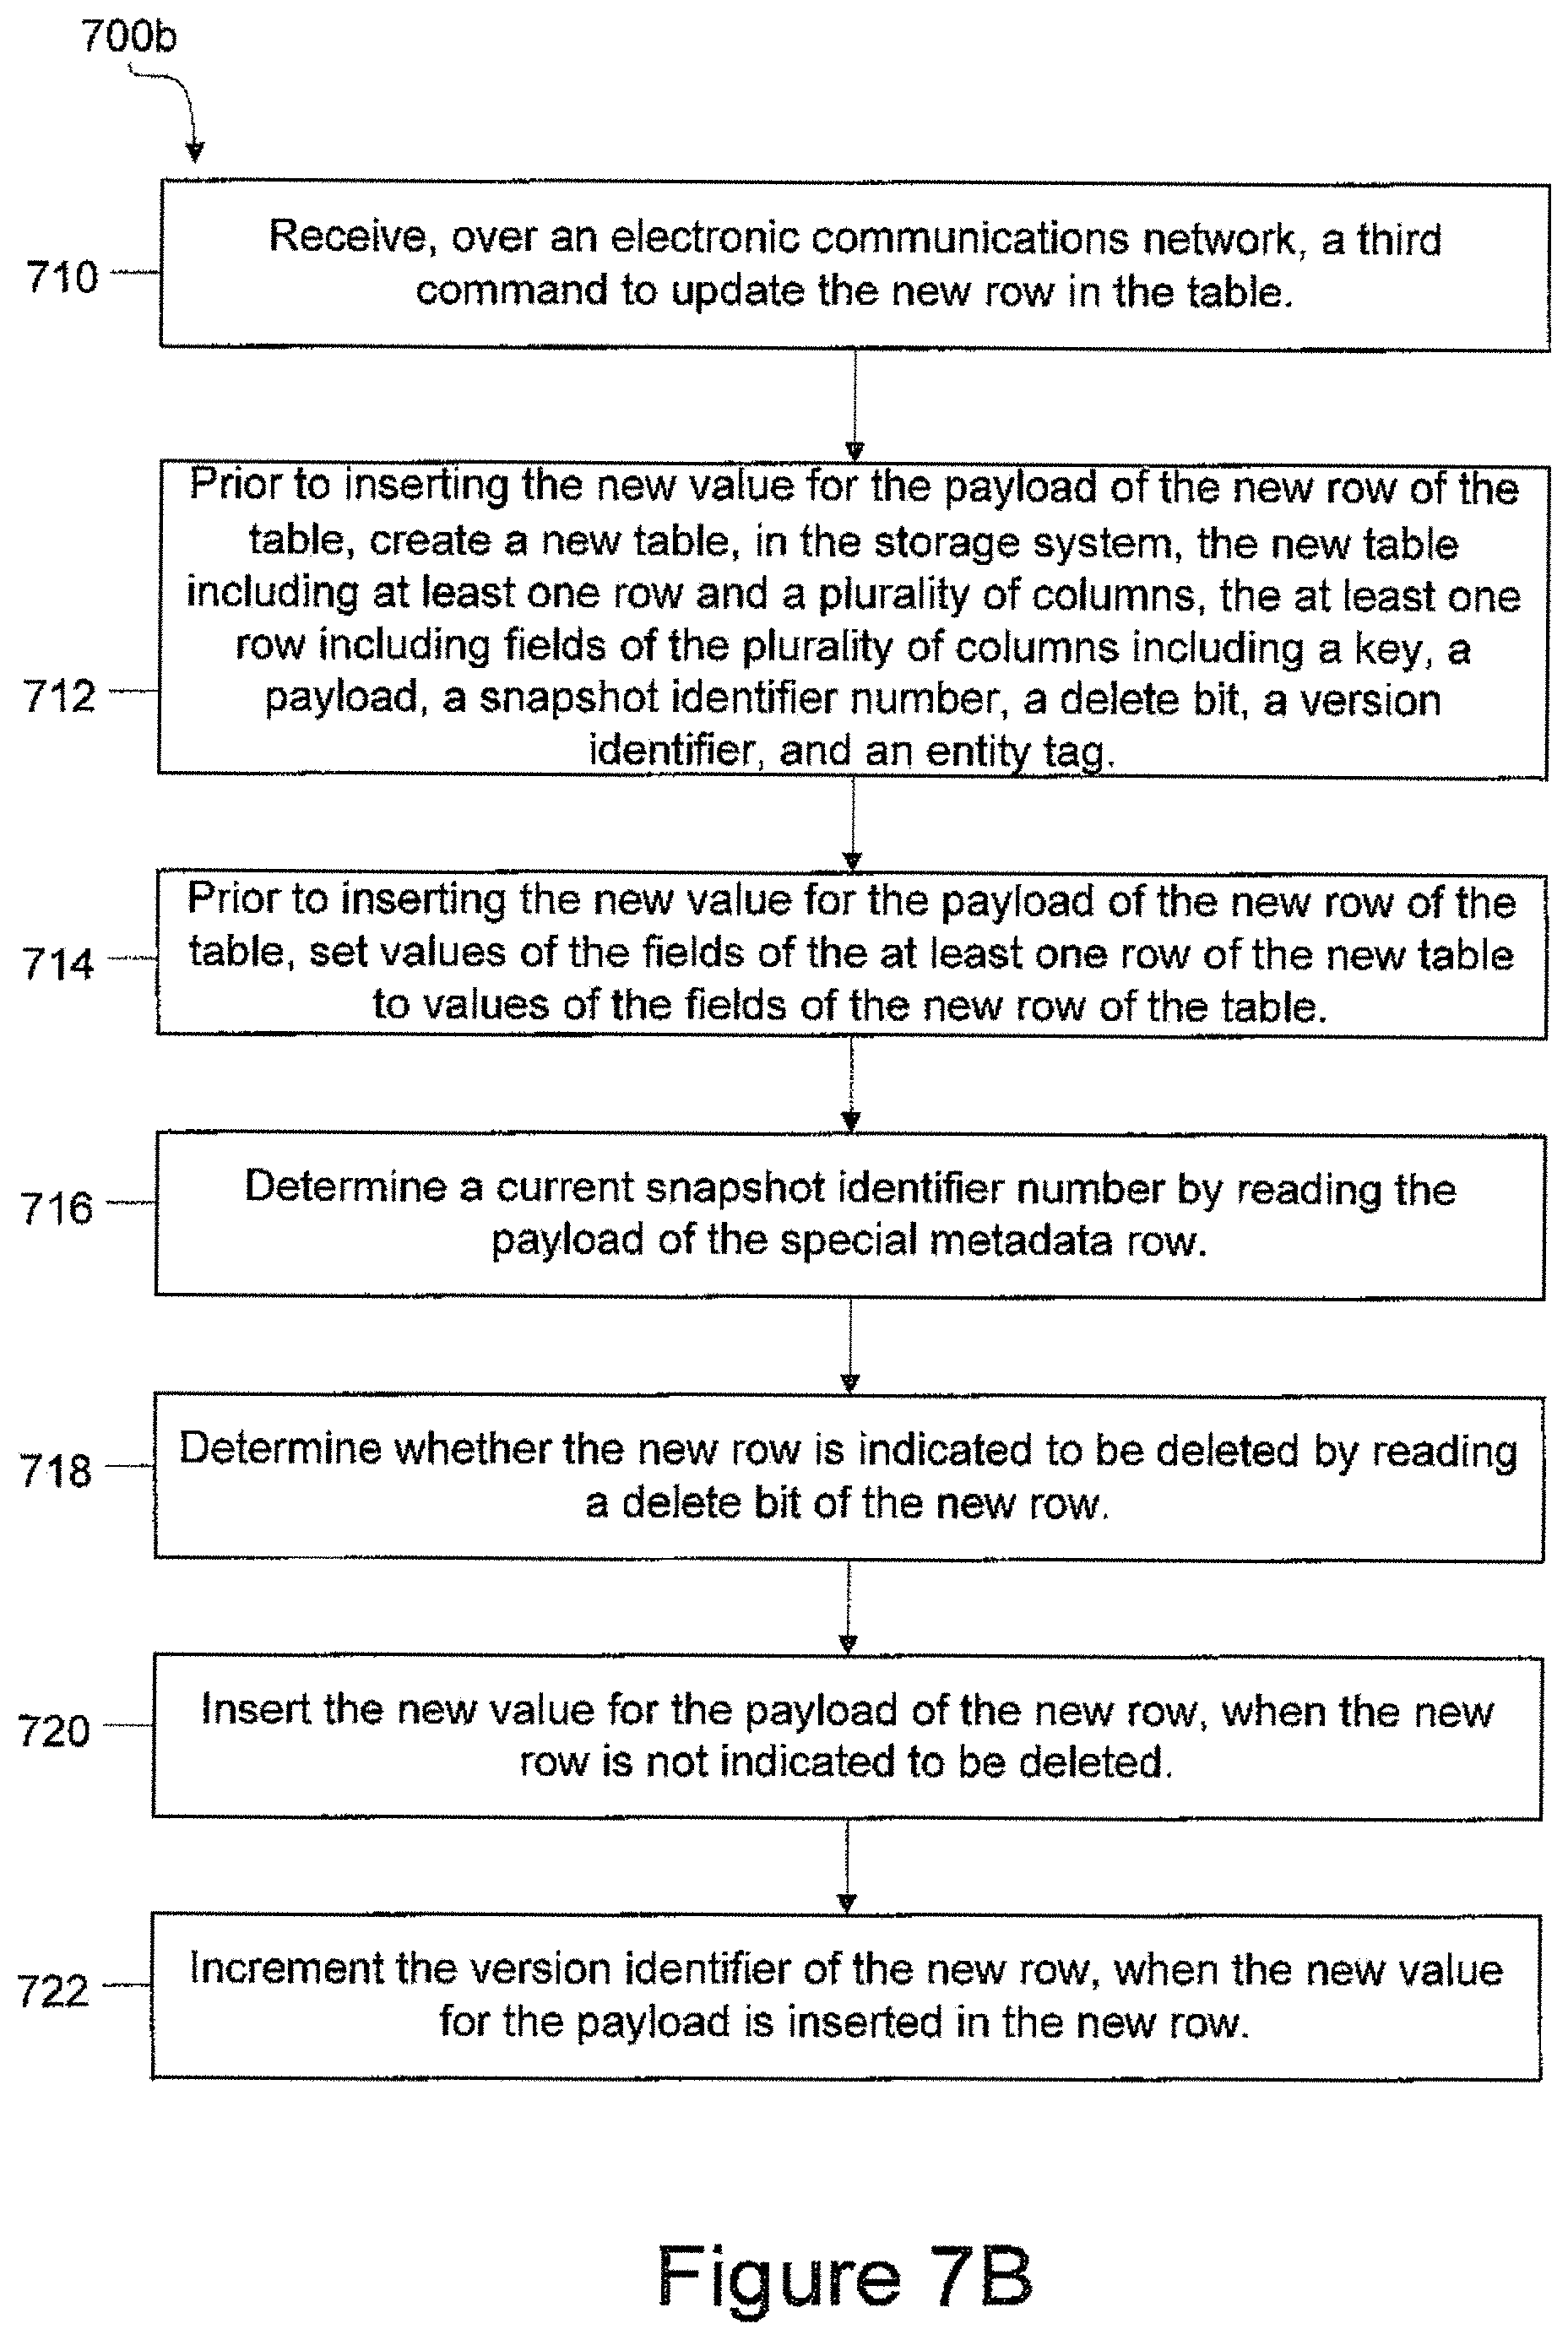 700b
710
Receive, over an electronic communications network, a third
command to update the new row in the table.
712
Prior to inserting the new value for the payload of the new row of the
table, create a new table, in the storage system, the new table
including at least one row and a plurality of columns, the at least one
row including fields of the plurality of columns including a key, a
payload, a snapshot identifier number, a delete bit, a version
identifier, and an entity tag.
714
Prior to inserting the new value for the payload of the new row of the
table, set values of the fields of the at least one row of the new table
to values of the fields of the new row of the table.
716
Determine a current snapshot identifier number by reading the
payload of the special metadata row.
718
Determine whether the new row is indicated to be deleted by reading
a delete bit of the new row.
720
Insert the new value for the payload of the new row, when the new
row is not indicated to be deleted.
722
Increment the version identifier of the new row, when the new value
for the payload is inserted in the new row.
Figure 7B